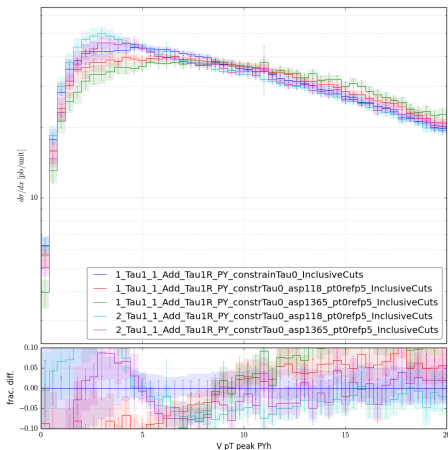 dσ/dz [pb/unit]
10
1_Tau1_1_Add_Tau1R_PY_constrainTau0_InclusiveCuts
1_Tau1_1_Add_Tau1R_PY_constrTau0_asp118_pt0refp5_InclusiveCuts
1_Tau1_1_Add_Tau1R_PY_constrTau0_asp1365_pt0refp5_InclusiveCuts
2_Tau1_1_Add_Tau1R_PY_constrTau0_asp118_pt0refp5_InclusiveCuts
2_Tau1_1_Add_Tau1R_PY_constrTau0_asp1365_pt0refp5_InclusiveCuts
frac. diff.
0.10
0.05
0.00
−0.05
−0.10
0 5 10 15 20
V pT peak PYh